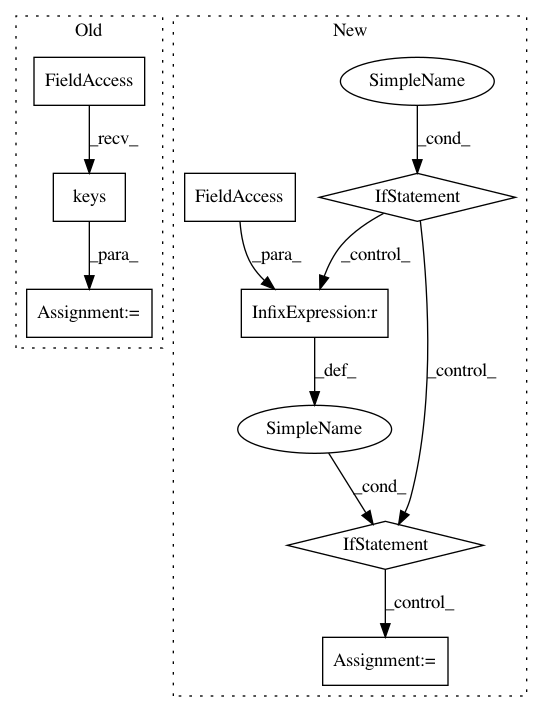 Old
New
FieldAccess
SimpleName
_recv_
_cond_
keys
FieldAccess
IfStatement
_para_
_para_
_control_
Assignment:=
InfixExpression:r
_def_
_control_
SimpleName
_cond_
IfStatement
_control_
Assignment:=